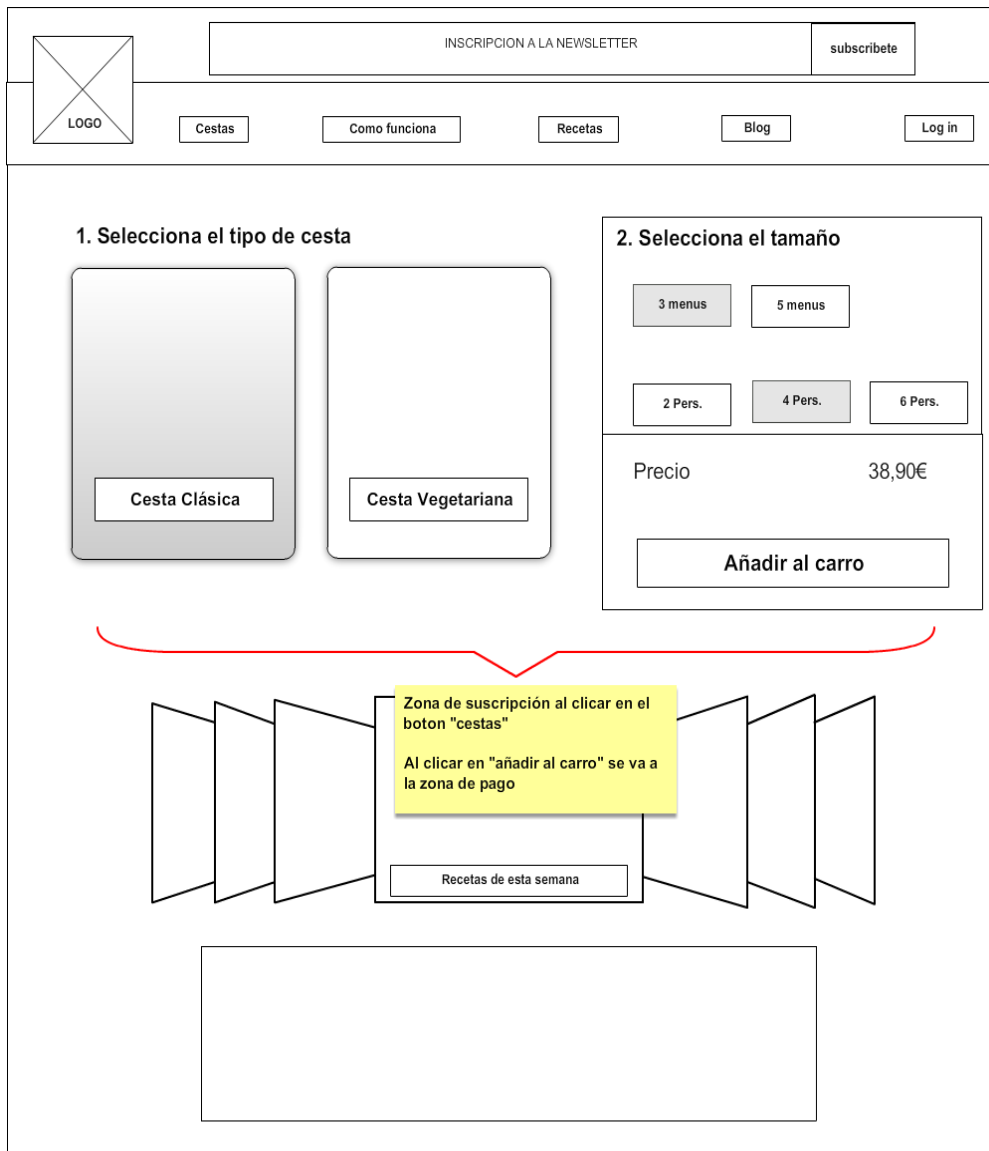 INSCRIPCION A LA NEWSLETTER
subscribete
LOGO
Cestas
Como funciona
Recetas
Blog
Log in
1. Selecciona el tipo de cesta
Cesta Clásica
Cesta Vegetariana
2. Selecciona el tamaño
3 menus
5 menus
2 Pers.
4 Pers.
6 Pers.
Precio
38,90€
Añadir al carro
Zona de suscripción al clicar en el
boton "cestas"
Al clicar en "añadir al carro" se va a
la zona de pago
Recetas de esta semana